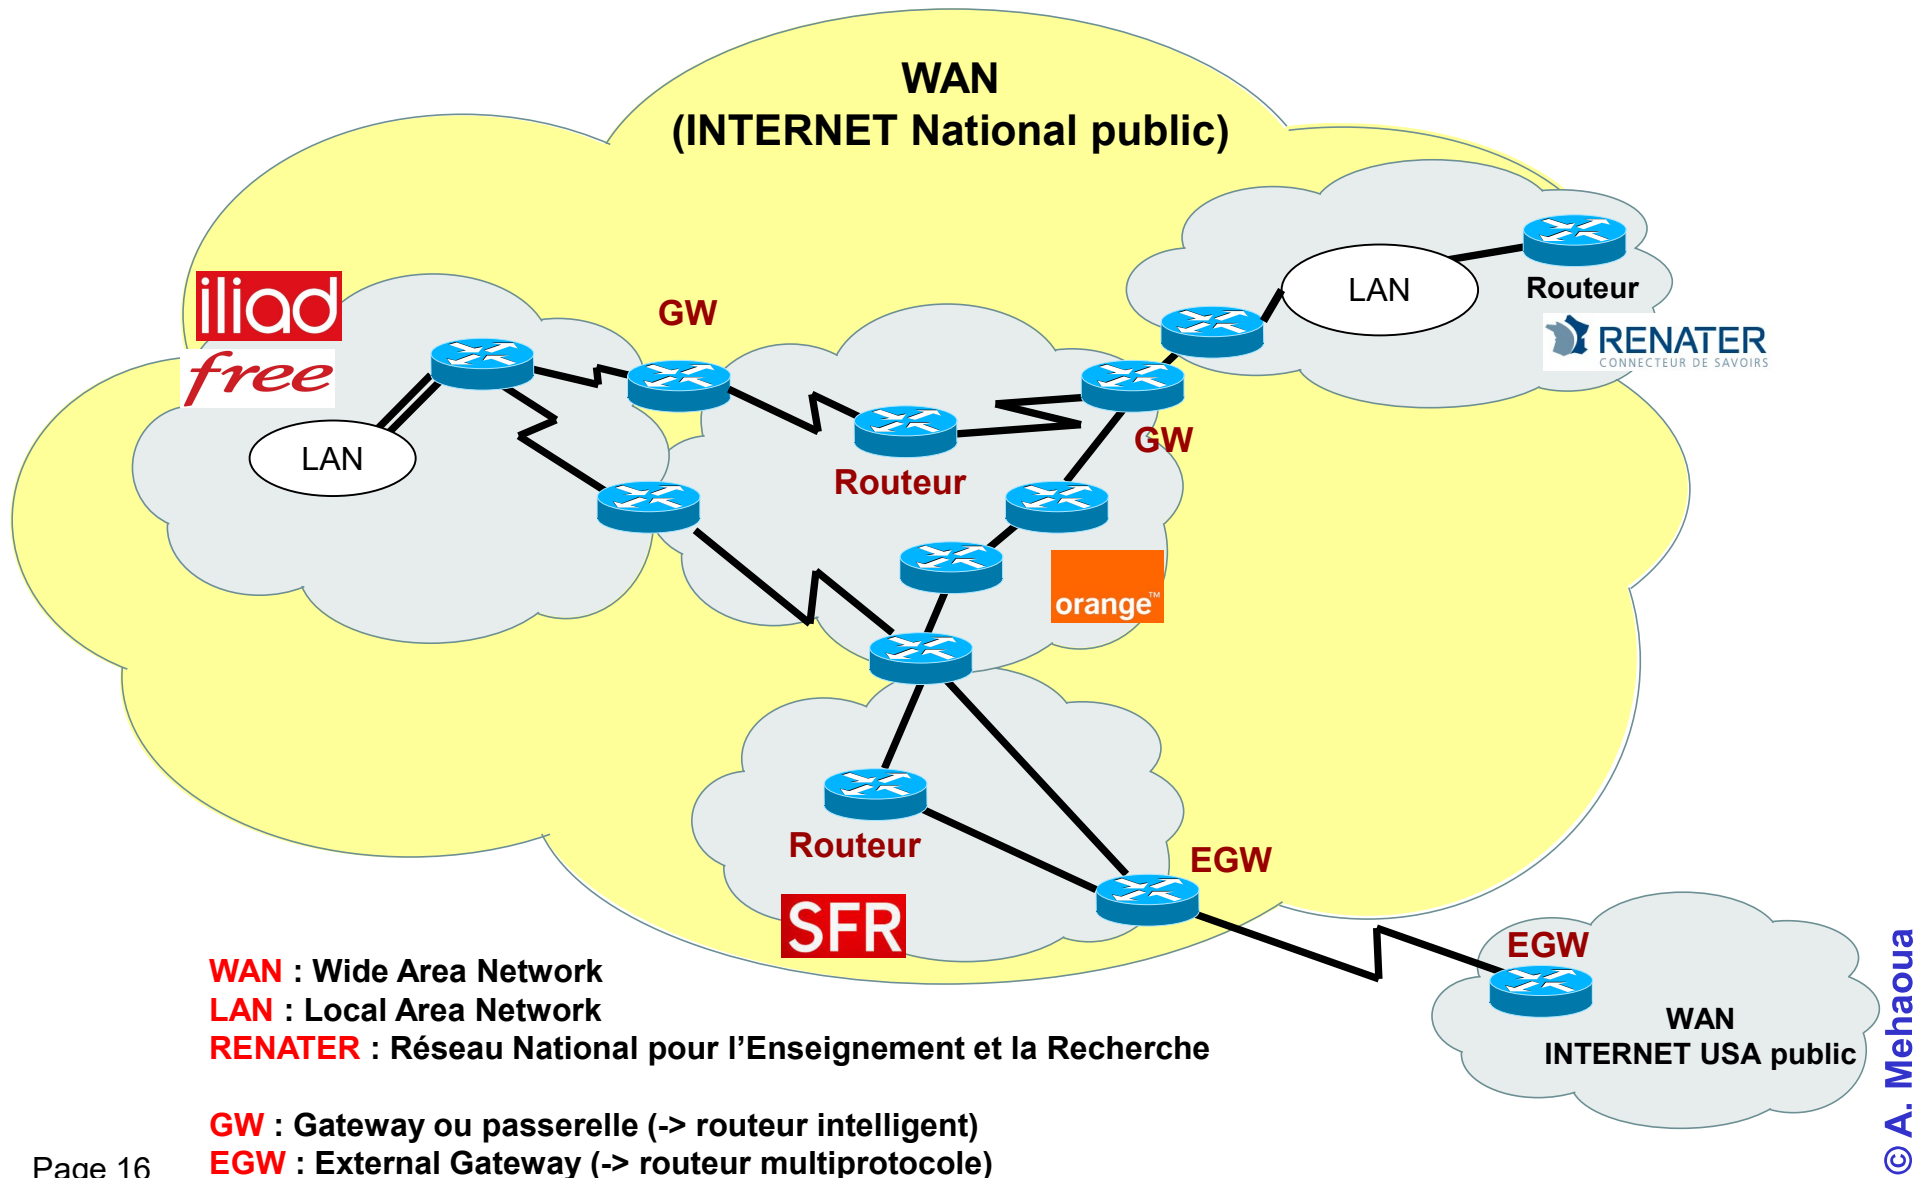 WAN
(INTERNET National public)
iliad
free
GW
LAN
Routeur
RENATER
CONNECTEUR DE SAVOIRS
LAN
Routeur
GW
orange™
Routeur
SFR
EGW
EGW
WAN
INTERNET USA public
WAN : Wide Area Network
LAN : Local Area Network
RENATER : Réseau National pour l’Enseignement et la Recherche
GW : Gateway ou passerelle (-> routeur intelligent)
EGW : External Gateway (-> routeur multiprotocole)
Page 16
© A. Mehaoua